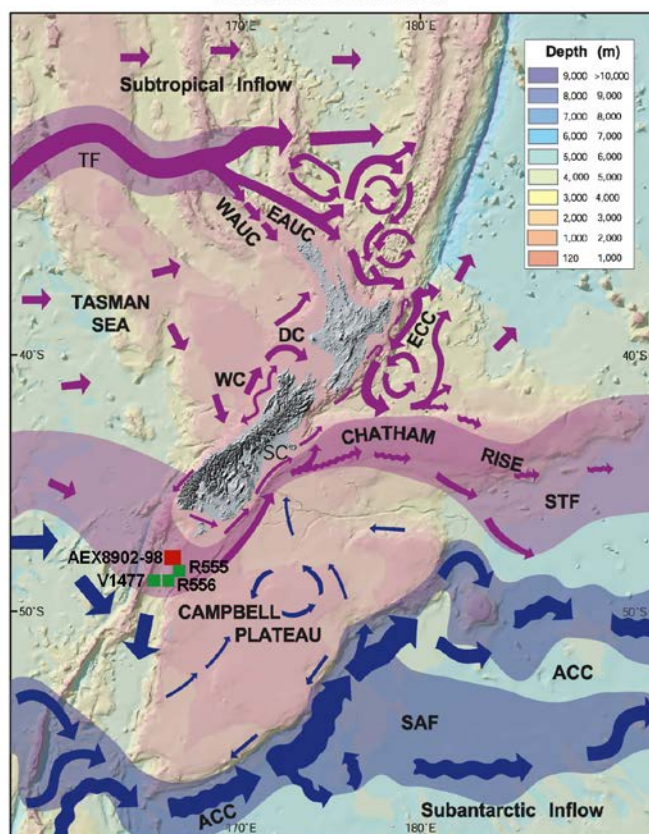 170°E
180°E
Subtropical Inflow
Depth (m)
9,000 >10,000
8,000 9,000
7,000 8,000
6,000 7,000
5,000 6,000
4,000 5,000
3,000 4,000
2,000 3,000
1,000 2,000
120 1,000
TF
WAUC
EAUC
TASMAN
SEA
DC
ECC
40°S
40°S
WC
SC
CHATHAM
RISE
STF
AEX8902-98
R555
V1477
R556
50°S
50°S
CAMPBELL
PLATEAU
ACC
SAF
ACC
Subantarctic Inflow
170°E
180°E